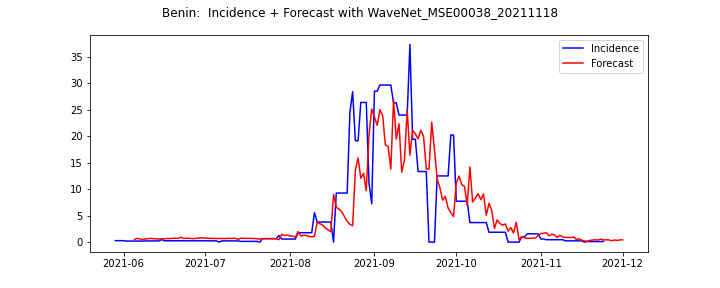 Benin:  Incidence + Forecast with WaveNet_MSE00038_20211118
Incidence
Forecast
35
30
25
20
15
10
5
0
2021-06 2021-07 2021-08 2021-09 2021-10 2021-11 2021-12